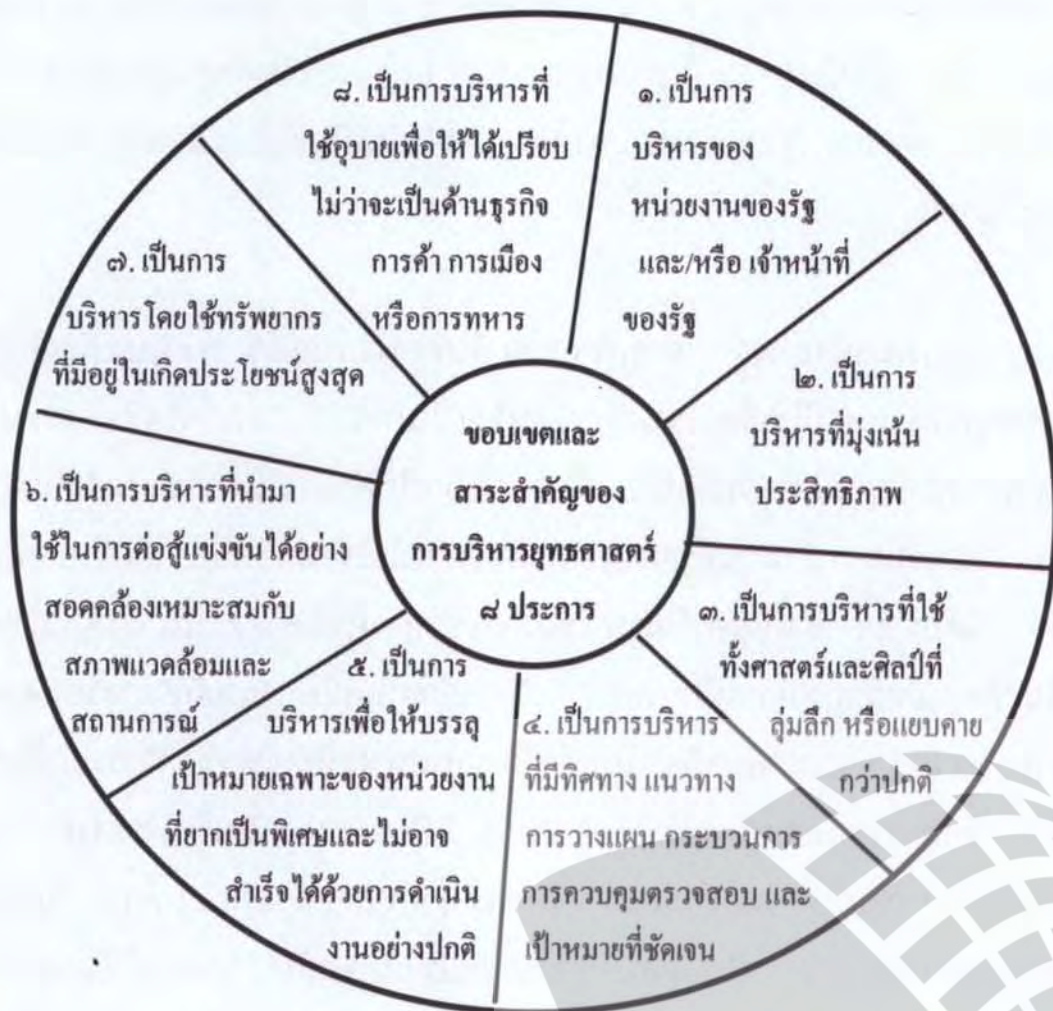 ขอบเขตและ
สาระสำคัญของ
การบริหารยุทธศาสตร์
๘ ประการ
๑. เป็นการ
บริหารของ
หน่วยงานของรัฐ
และ/หรือ เจ้าหน้าที่
ของรัฐ
๒. เป็นการ
บริหารที่มุ่งเน้น
ประสิทธิภาพ
๓. เป็นการบริหารที่ใช้
ทั้งศาสตร์และศิลป์ที่
ลุ่มลึก หรือแยบคาย
กว่าปกติ
๔. เป็นการบริหาร
ที่มีทิศทาง แนวทาง
การวางแผน กระบวนการ
การควบคุมตรวจสอบ และ
เป้าหมายที่ชัดเจน
๕. เป็นการ
บริหารเพื่อให้บรรลุ
เป้าหมายเฉพาะของหน่วยงาน
ที่ยากเป็นพิเศษและไม่อาจ
สำเร็จได้ด้วยการดำเนิน
งานอย่างปกติ
๖. เป็นการบริหารที่นำมา
ใช้ในการต่อสู้แข่งขันได้อย่าง
สอดคล้องเหมาะสมกับ
สภาพแวดล้อมและ
สถานการณ์
๗. เป็นการ
บริหารโดยใช้ทรัพยากร
ที่มีอยู่ในเกิดประโยชน์สูงสุด
๘. เป็นการบริหารที่
ใช้อุบายเพื่อให้ได้เปรียบ
ไม่ว่าจะเป็นด้านธุรกิจ
การค้า การเมือง
หรือการทหาร